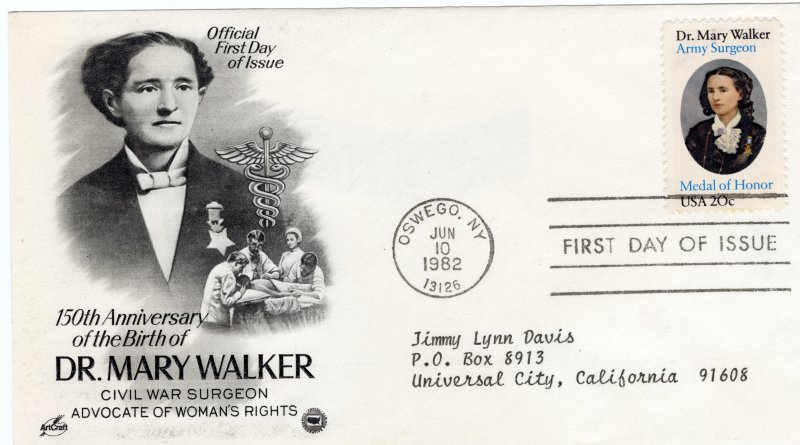 Official
First Day
of Issue
Dr. Mary Walker
Army Surgeon
Medal of Honor
USA 20c
OSWEGO, NY
JUN
10
1982
13126
FIRST DAY OF ISSUE
150th Anniversary
of the Birth of
DR. MARY WALKER
CIVIL WAR SURGEON
ADVOCATE OF WOMAN'S RIGHTS
ArtCraft
Jimmy Lynn Davis
P.O. Box 8913
Universal City, California 91608